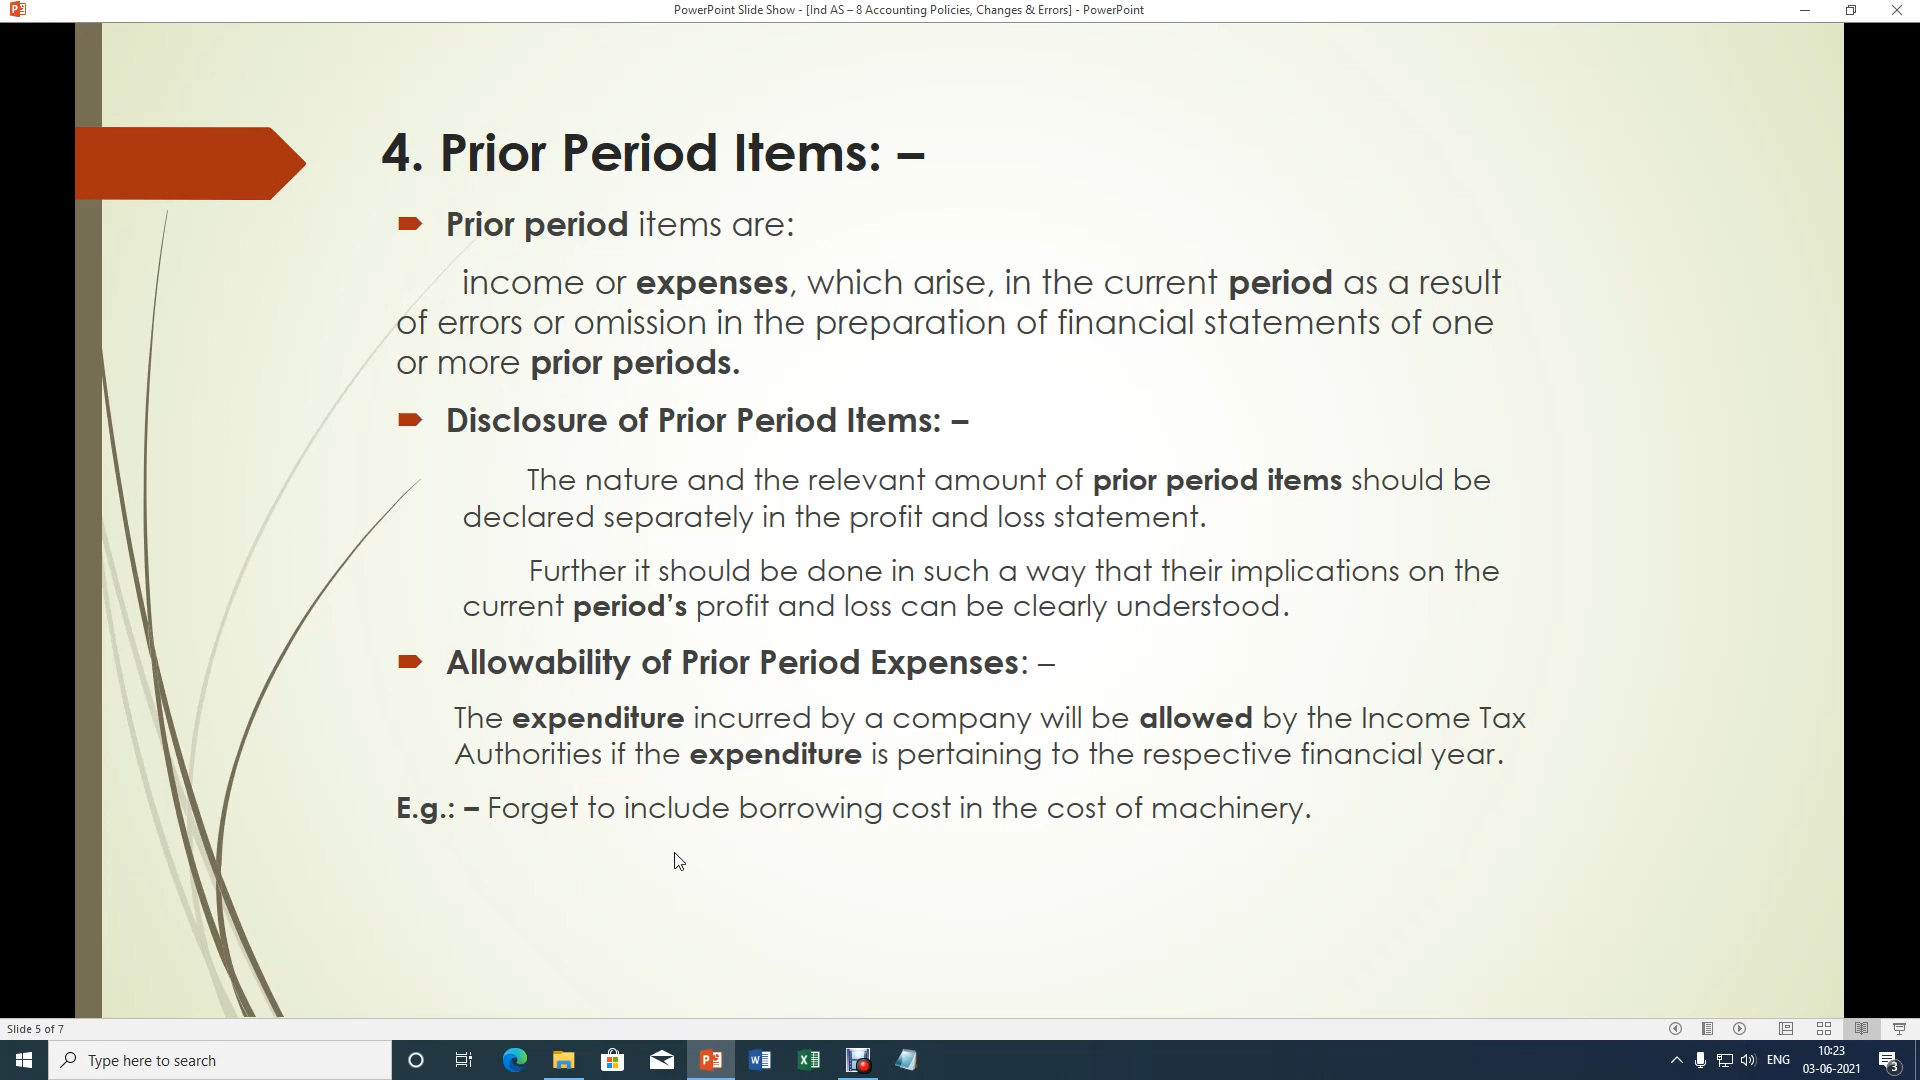 PowerPoint Slide Show - [Ind AS – 8 Accounting Policies, Changes & Errors] - PowerPoint
4. Prior Period Items: –
Prior period items are:
income or expenses, which arise, in the current period as a result
of errors or omission in the preparation of financial statements of one
or more prior periods.
Disclosure of Prior Period Items: –
The nature and the relevant amount of prior period items should be
declared separately in the profit and loss statement.
Further it should be done in such a way that their implications on the
current period’s profit and loss can be clearly understood.
Allowability of Prior Period Expenses: –
The expenditure incurred by a company will be allowed by the Income Tax
Authorities if the expenditure is pertaining to the respective financial year.
E.g.: – Forget to include borrowing cost in the cost of machinery.
Slide 5 of 7
Type here to search
ENG
10:23
03-06-2021
3